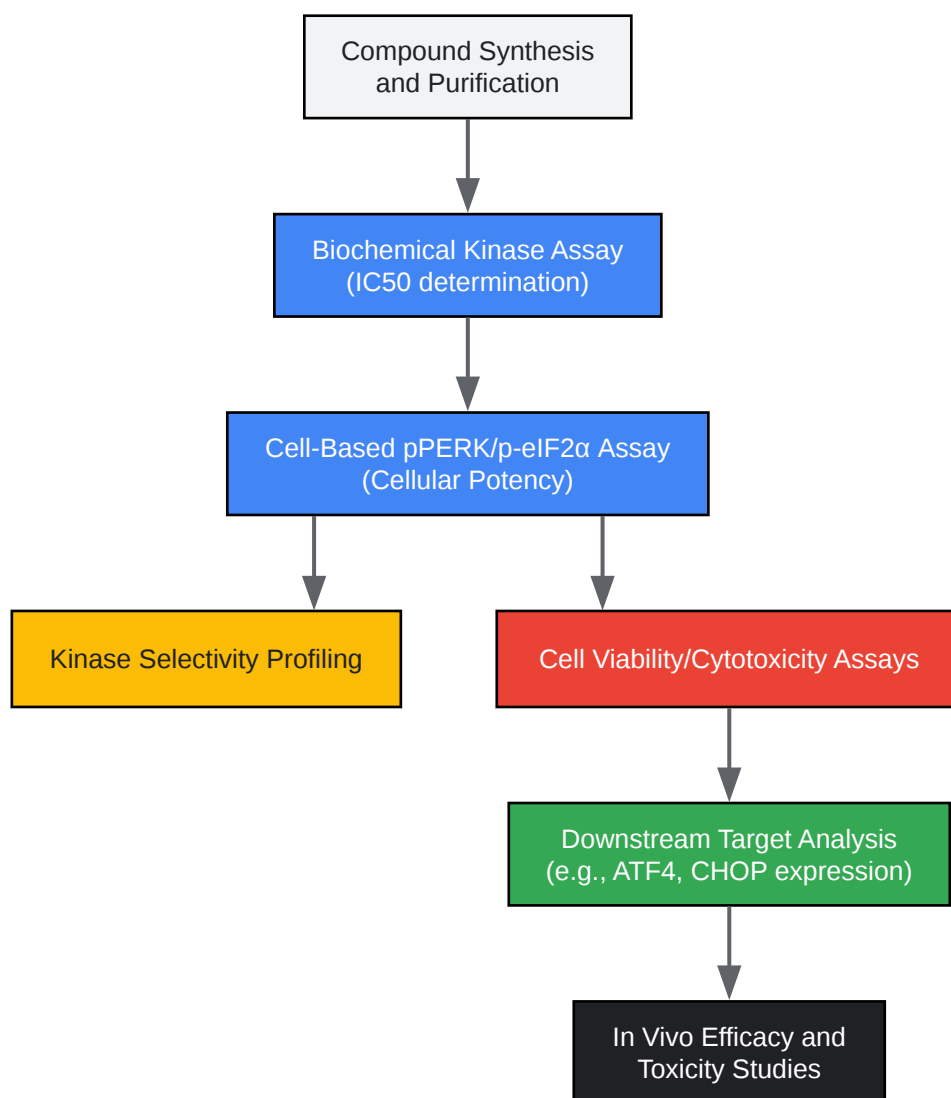 Compound Synthesis
and Purification
Biochemical Kinase Assay
(IC50 determination)
Cell-Based pPERK/p-eIF2α Assay
(Cellular Potency)
Kinase Selectivity Profiling
Cell Viability/Cytotoxicity Assays
Downstream Target Analysis
(e.g., ATF4, CHOP expression)
In Vivo Efficacy and
Toxicity Studies